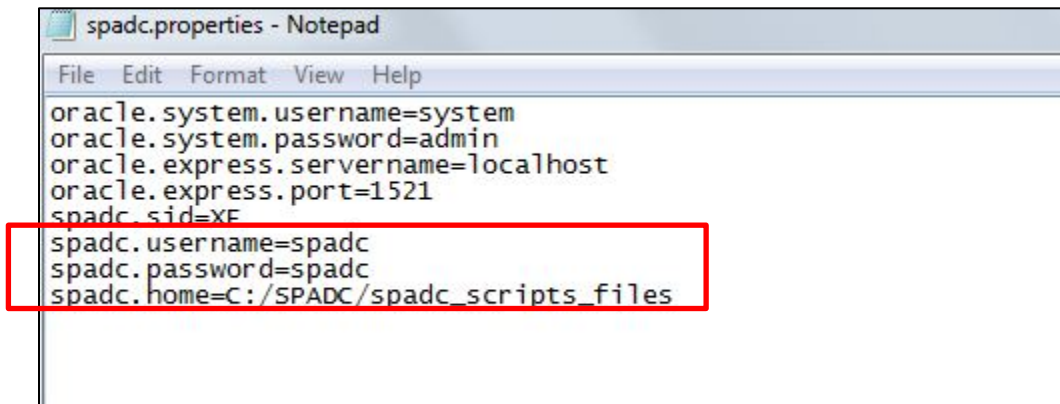 spadc.properties - Notepad
File Edit Format View Help
oracle.system.username=system
oracle.system.password=admin
oracle.express.servername=localhost
oracle.express.port=1521
spadc.sid=XE
spadc.username=spadc
spadc.password=spadc
spadc.home=C:/SPADC/spadc_scripts_files